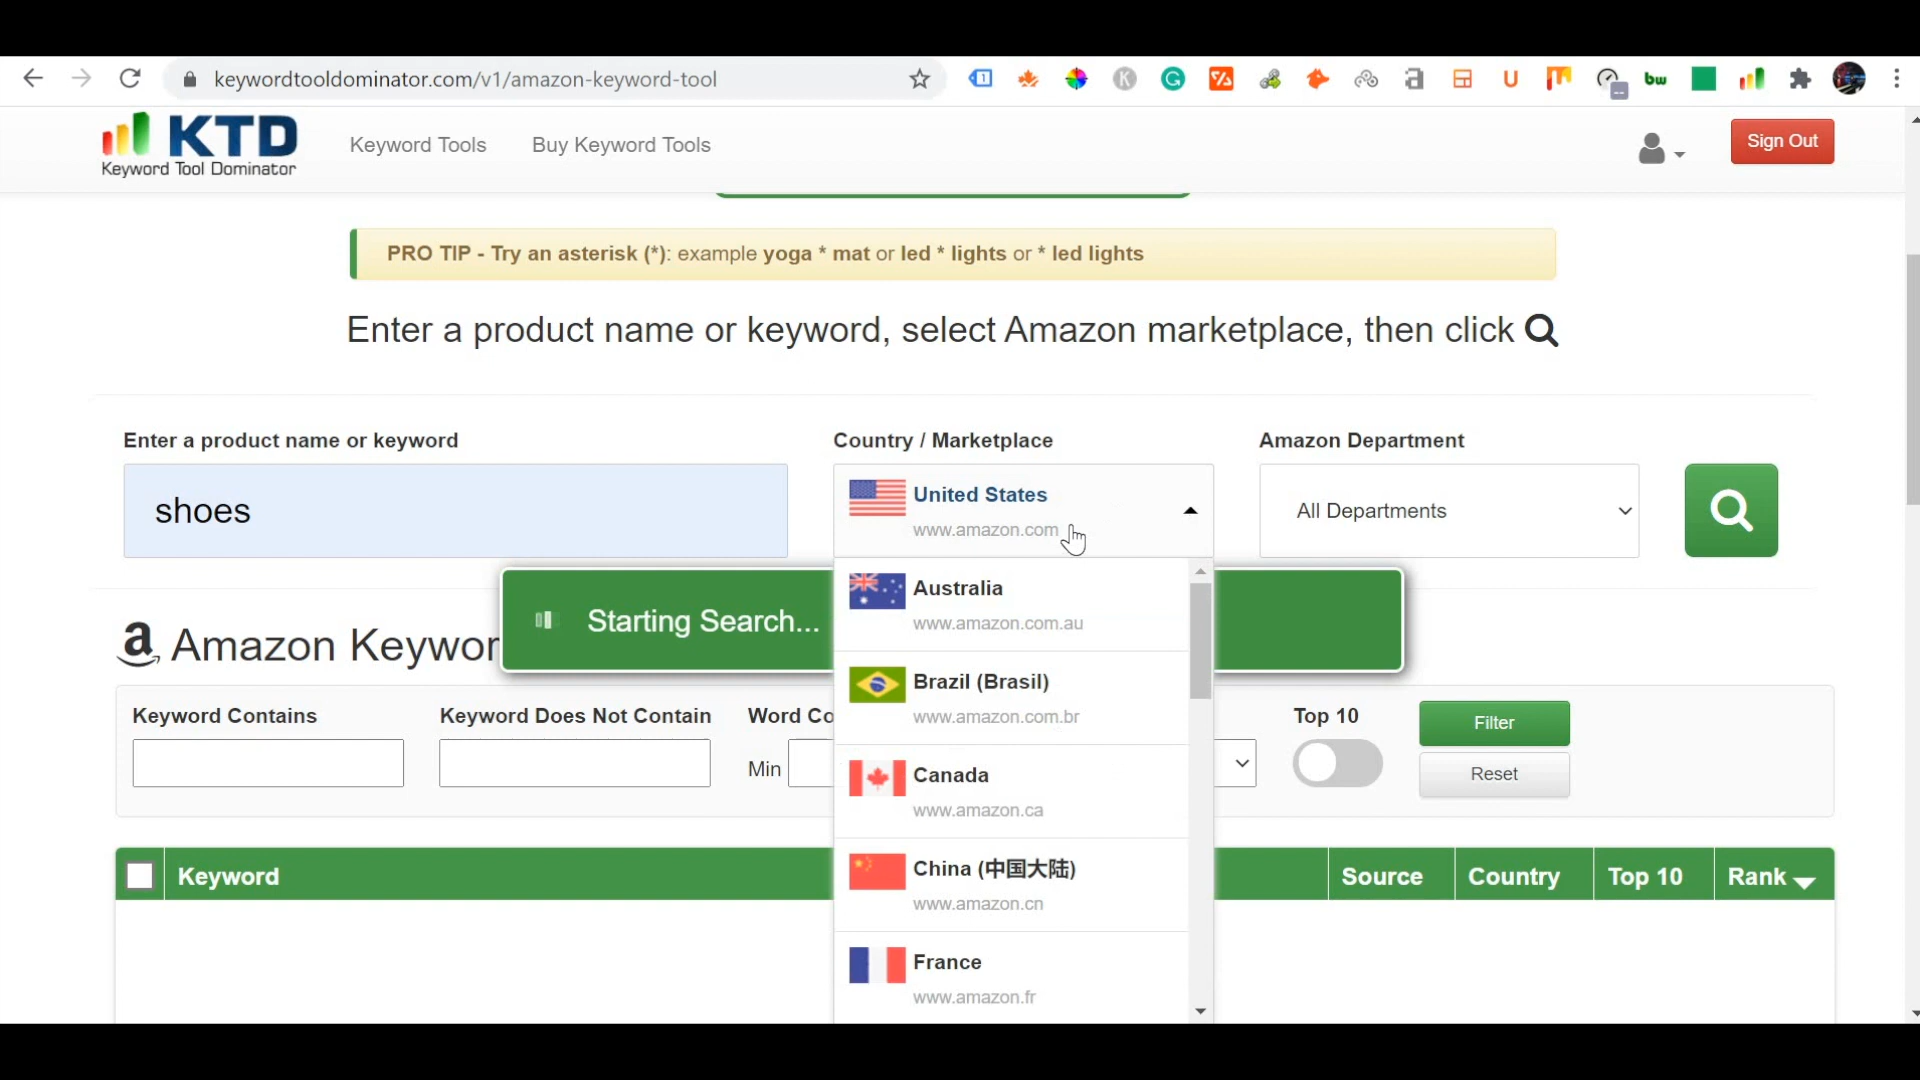 keywordtooldominator.com/v1/amazon-keyword-tool
KTD
Keyword Tool Dominator
Keyword Tools
Buy Keyword Tools
Sign Out
PRO TIP - Try an asterisk (*): example yoga * mat or led * lights or * led lights
Enter a product name or keyword, select Amazon marketplace, then click
Enter a product name or keyword
Country / Marketplace
Amazon Department
shoes
United States
www.amazon.com
All Departments
Australia
www.amazon.com.au
Starting Search...
Amazon Keywor
Brazil (Brasil)
www.amazon.com.br
Keyword Contains
Keyword Does Not Contain
Word Co
Min
Top 10
Filter
Reset
Canada
www.amazon.ca
China (中国大陆)
www.amazon.cn
Keyword
Source
Country
Top 10
Rank
France
www.amazon.fr